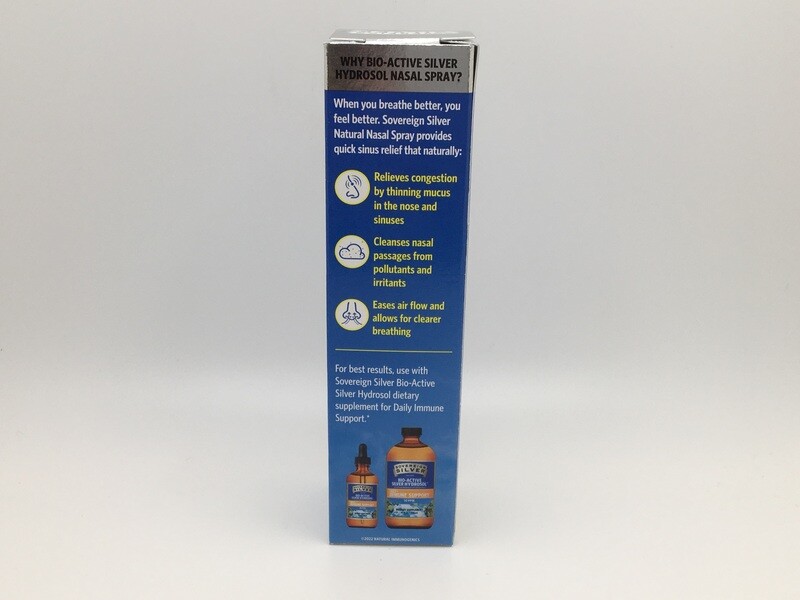 WHY BIO-ACTIVE SILVER
HYDROSOL NASAL SPRAY?
When you breathe better, you
feel better. Sovereign Silver
Natural Nasal Spray provides
quick sinus relief that naturally:
Relieves congestion
by thinning mucus
in the nose and
sinuses
Cleanses nasal
passages from
pollutants and
irritants
Eases air flow and
allows for clearer
breathing
For best results, use with
Sovereign Silver Bio-Active
Silver Hydrosol dietary
supplement for Daily Immune
Support.*
SOVEREIGN
SILVER
BIO-ACTIVE
SILVER HYDROSOL
IMMUNE SUPPORT